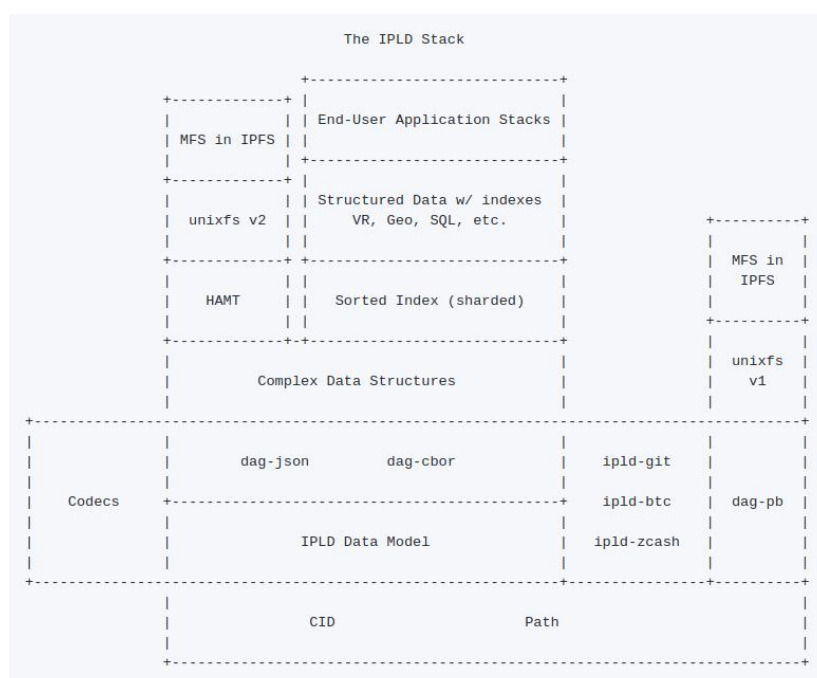 The IPLD Stack
End-User Application Stacks
MFS in IPFS
Structured Data w/ indexes
unixfs v2 VR, Geo, SQL, etc.
MFS in
IPFS
HAMT Sorted Index (sharded)
unixfs
Complex Data Structures v1
dag-json dag-cbor ipld-git
Codecs ipld-btc dag-pb
IPLD Data Model ipld-zcash
CID Path